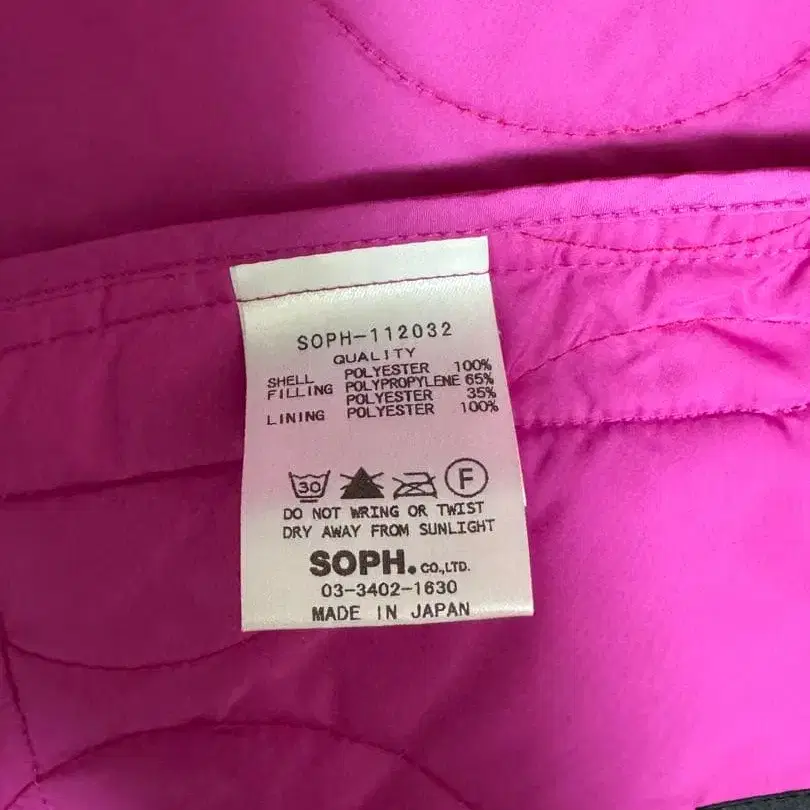 SOPH-112032
QUALITY
SHELL POLYESTER 100%
FILLING POLYPROPYLENE 65%
POLYESTER 35%
LINING POLYESTER 100%
30 F
DO NOT WRING OR TWIST
DRY AWAY FROM SUNLIGHT
SOPH. CO.,LTD.
03-3402-1630
MADE IN JAPAN